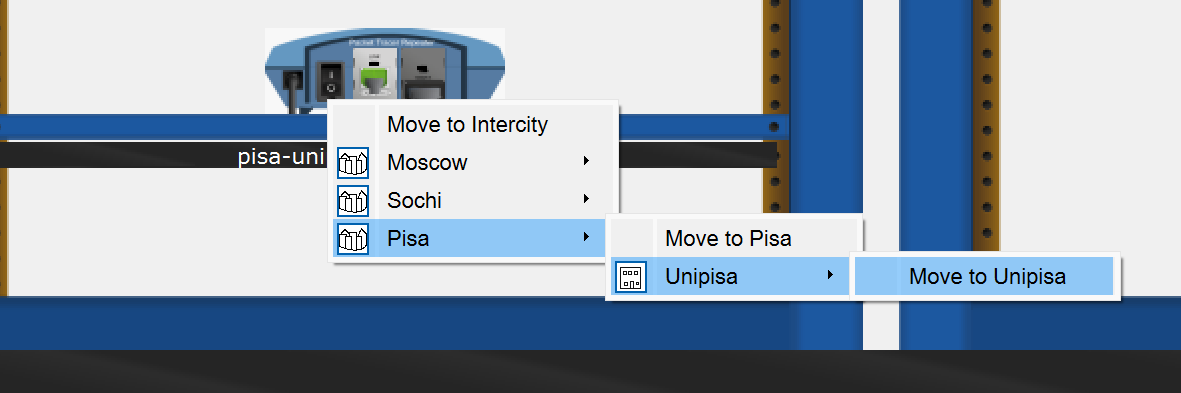 Packet Tracer Repeater
Move to Intercity
pisa-uni
Moscow
Sochi
Pisa
Move to Pisa
Unipisa
Move to Unipisa